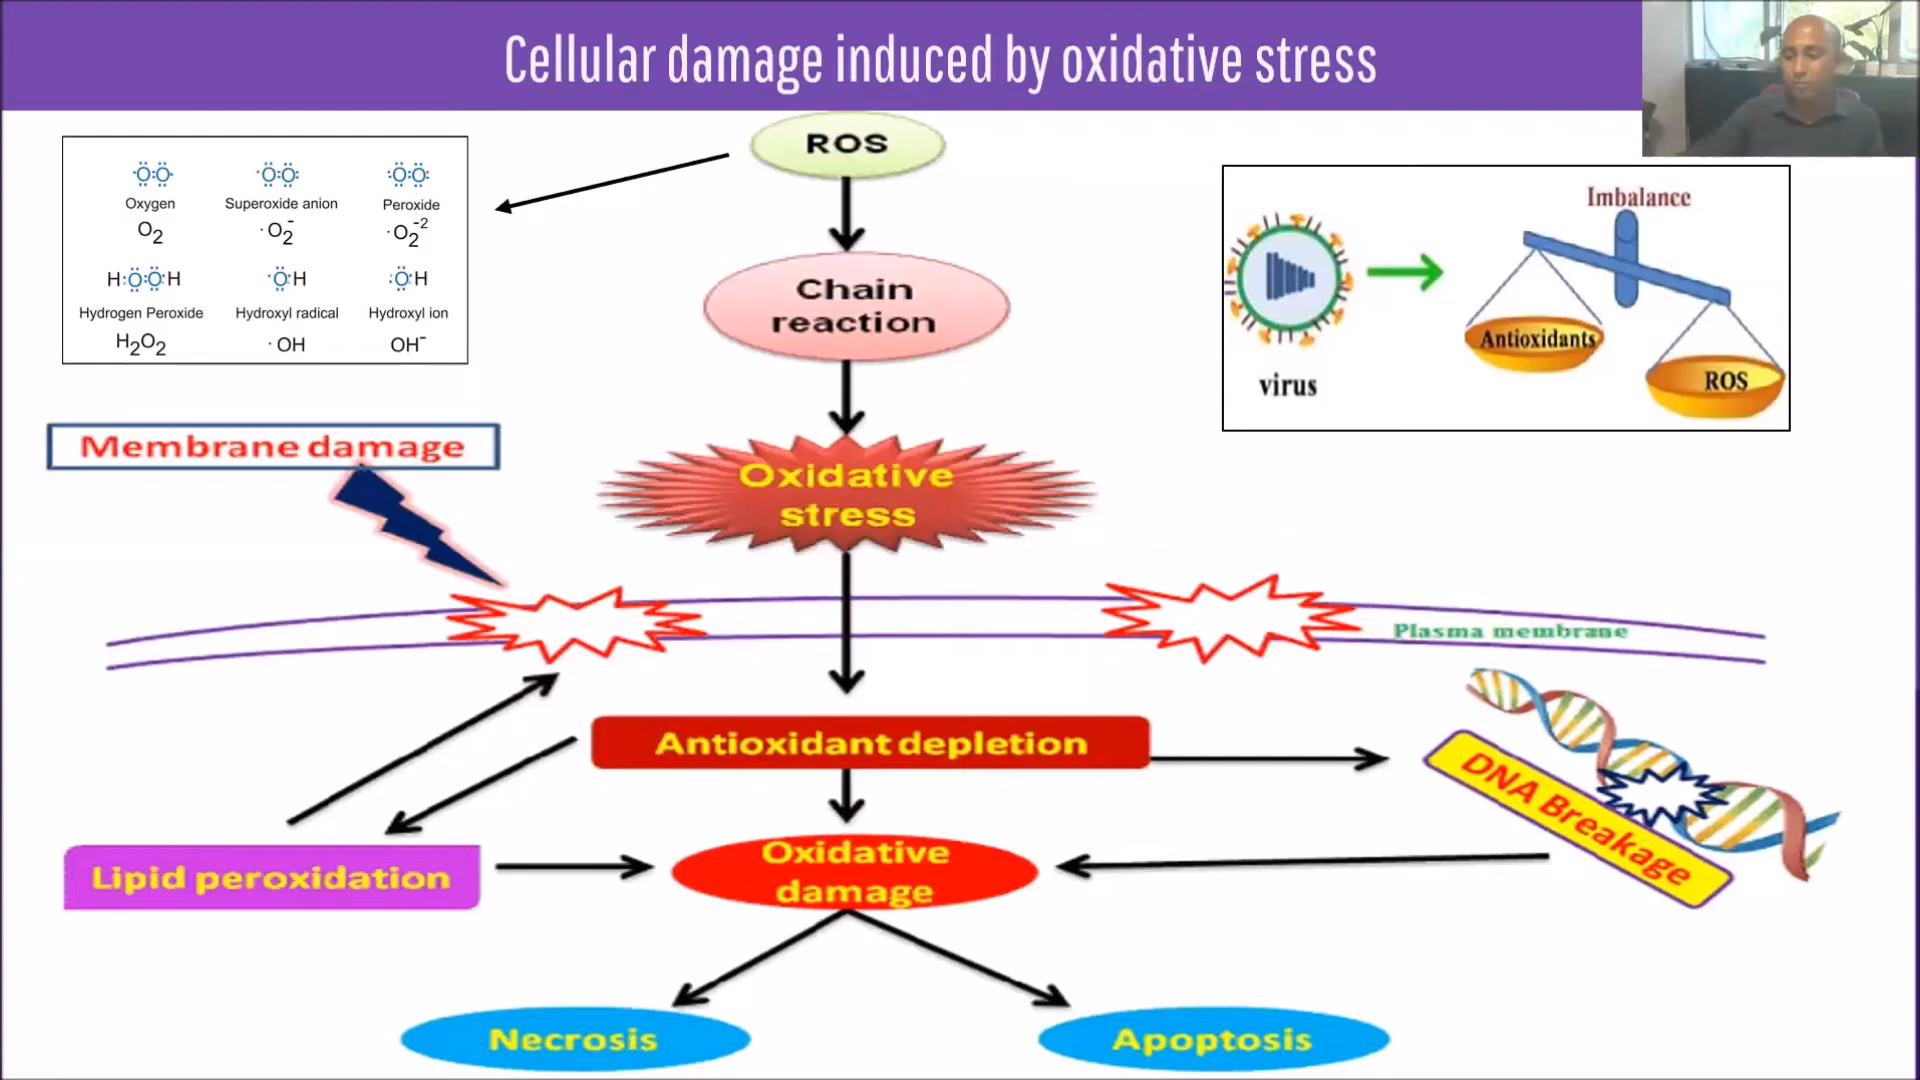 Cellular damage induced by oxidative stress
ROS
Oxygen Superoxide anion Peroxide
O2 ·O2- ·O2-2
H:O:O:H ·O:H :O:H
Hydrogen Peroxide Hydroxyl radical Hydroxyl ion
H2O2 ·OH OH-
Imbalance
Antioxidants
ROS
virus
Chain
reaction
Membrane damage
Oxidative
stress
Plasma membrane
Antioxidant depletion
DNA Breakage
Lipid peroxidation
Oxidative
damage
Necrosis
Apoptosis